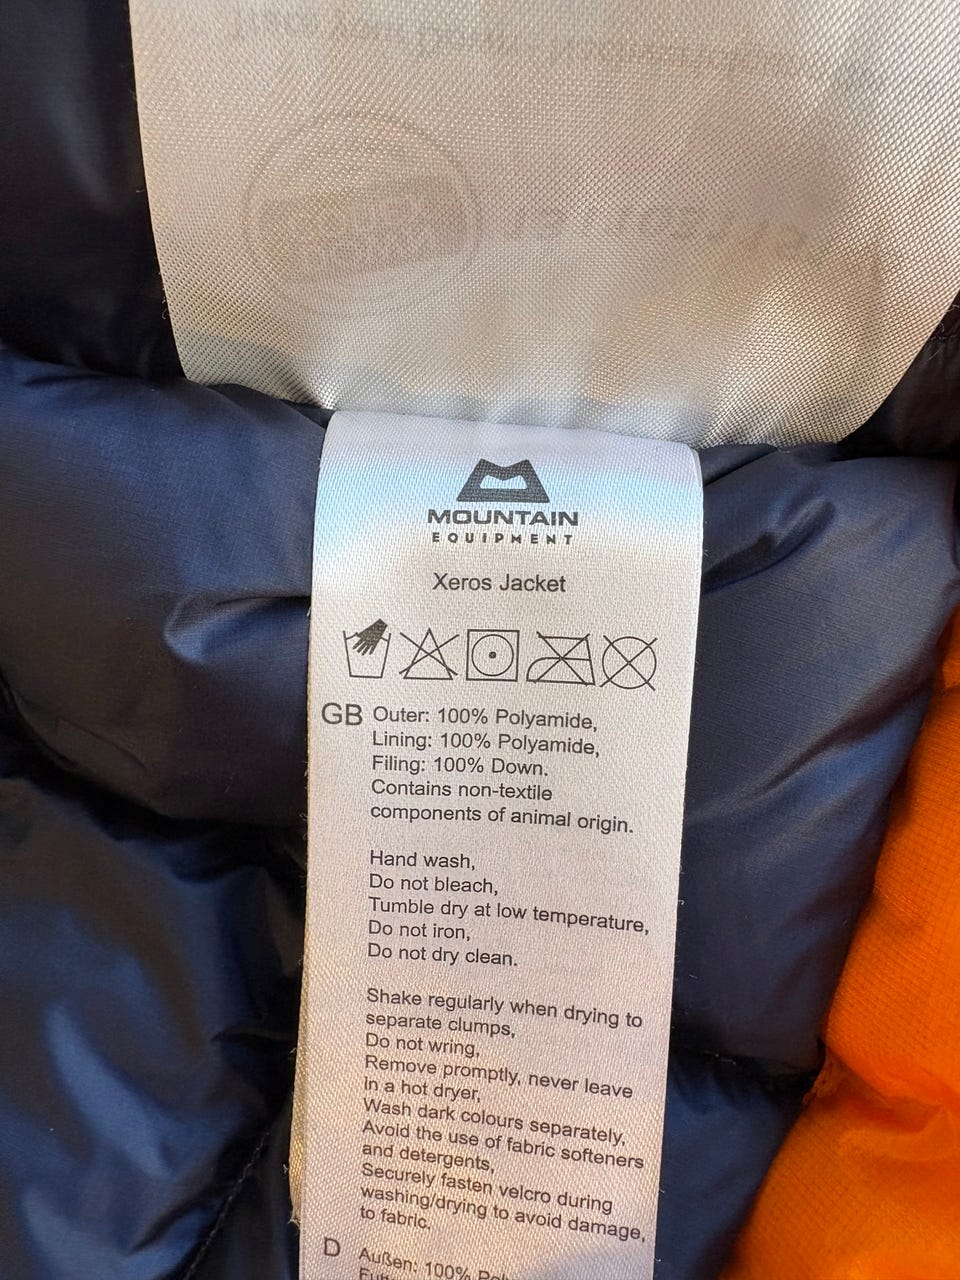 MOUNTAIN
EQUIPMENT
Xeros Jacket
GB Outer: 100% Polyamide,
Lining: 100% Polyamide,
Filing: 100% Down.
Contains non-textile
components of animal origin.
Hand wash,
Do not bleach,
Tumble dry at low temperature,
Do not iron,
Do not dry clean.
Shake regularly when drying to
separate clumps,
Do not wring,
Remove promptly, never leave
in a hot dryer,
Wash dark colours separately,
Avoid the use of fabric softeners
and detergents,
Securely fasten velcro during
washing/drying to avoid damage,
to fabric.
D Außen: 100%